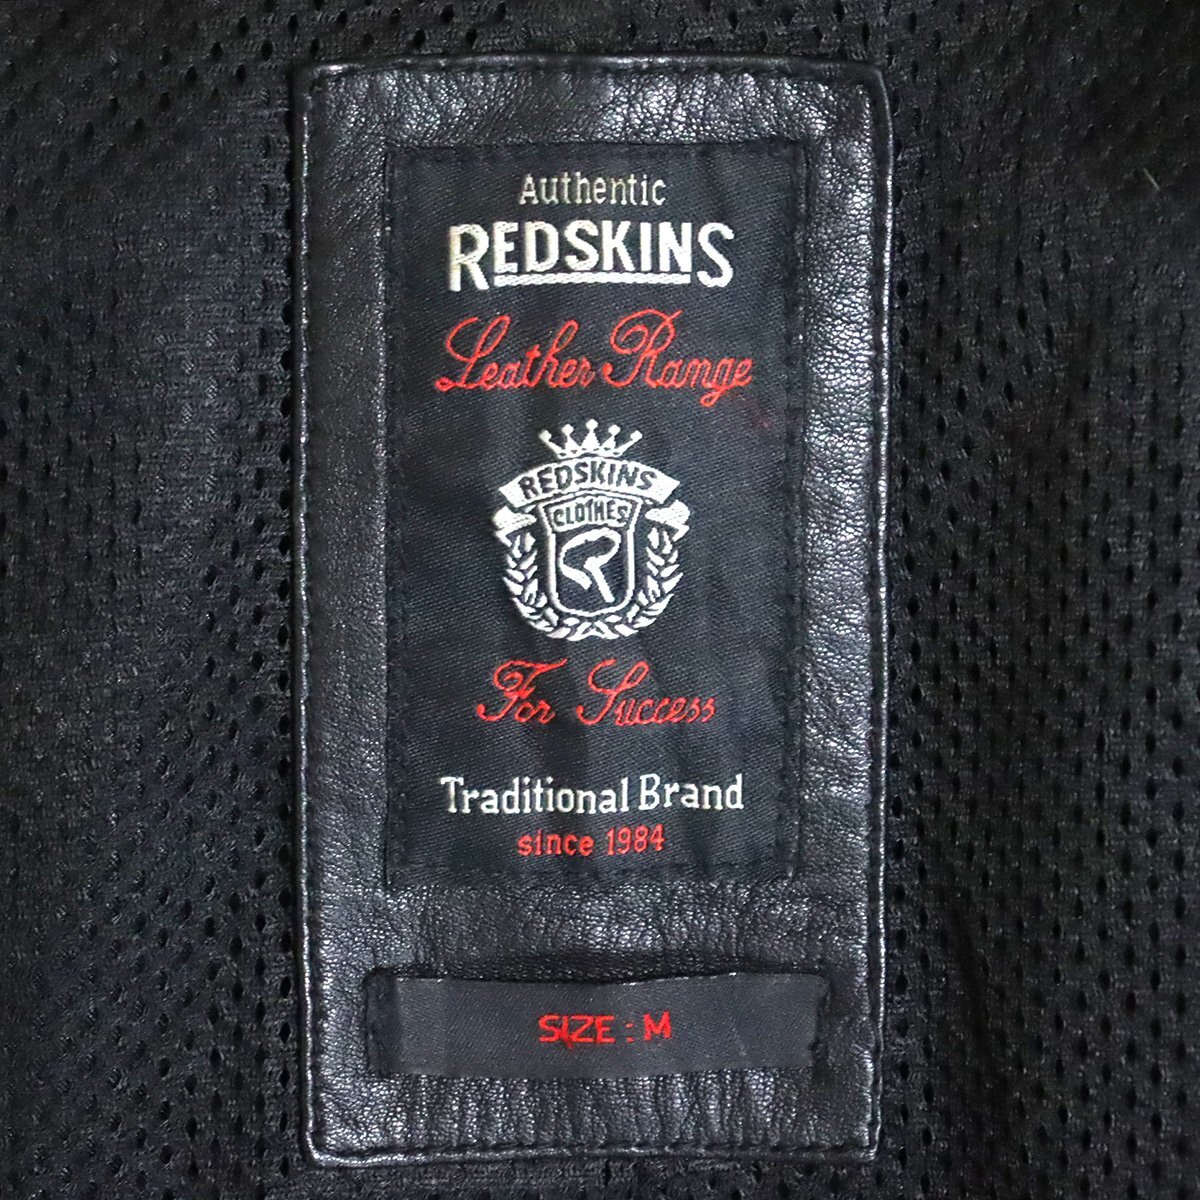 Authentic
REDSKINS
Leather Range
REDSKINS
CLOTHES
R
For Success
Traditional Brand
since 1984
SIZE : M